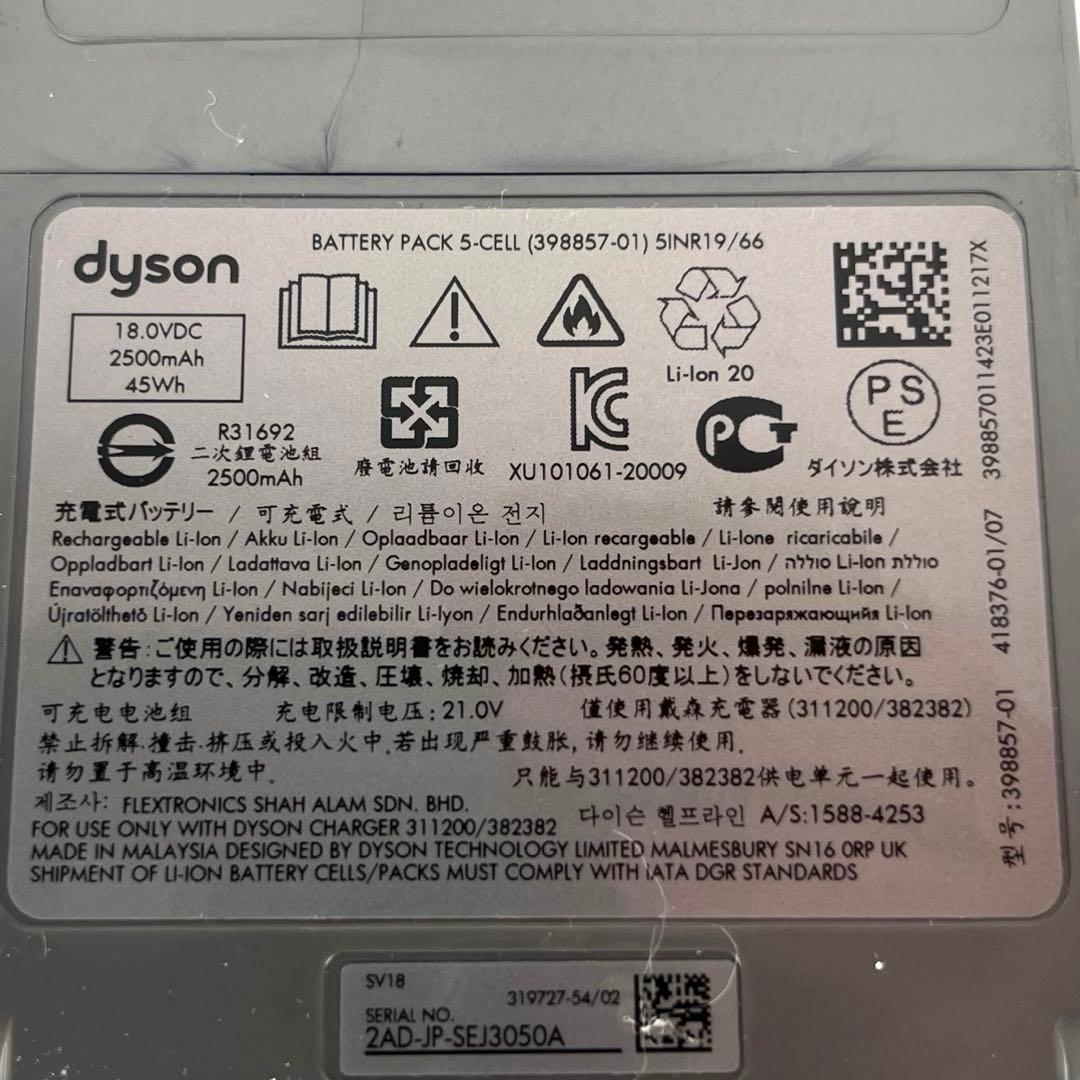 BATTERY PACK 5-CELL (398857-01) 5INR19/66
dyson
18.0VDC
2500mAh
45Wh
Li-Ion 20
R31692
二次鋰電池組
2500mAh
廢電池請回收
XU101061-20009
PSE
ダイソン株式会社
充電式バッテリー / 可充電式 / 리튬이온 전지
請參閱使用說明
Rechargeable Li-Ion / Akku Li-Ion / Oplaadbaar Li-Ion / Li-Ion recargeable / Li-Ione ricaricabile /
Oppladbart Li-Ion / Ladattava Li-Ion / Genopladeligt Li-Ion / Laddningsbart Li-Jon / סוללה Li-Ion סוללת
Επαναφορτιζόμενη Li-Ion / Nabijeci Li-Ion / Do wielokrotnego ladowania Li-Jona / polnilne Li-Ion /
Újratölthető Li-Ion / Yeniden sarj edilebilir Li-Iyon / Endurhlaðanlegt Li-Ion / Перезаряжающийя Li-Ion
警告:ご使用の際には取扱説明書をお読みください。発熱、発火、爆発、漏液の原因
となりますので、分解、改造、圧壊、焼却、加熱(摂氏60度以上)をしないでください。
可充电电池组 充电限制电压:21.0V 僅使用戴森充電器(311200/382382)
禁止拆解.撞击.挤压或投入火中.若出现严重鼓胀,请勿继续使用.
请勿置于高温环境中. 只能与311200/382382供电单元一起使用。
제조사: FLEXTRONICS SHAH ALAM SDN. BHD. 다이슨 헬프라인 A/S:1588-4253
FOR USE ONLY WITH DYSON CHARGER 311200/382382
MADE IN MALAYSIA DESIGNED BY DYSON TECHNOLOGY LIMITED MALMESBURY SN16 0RP UK
SHIPMENT OF LI-ION BATTERY CELLS/PACKS MUST COMPLY WITH IATA DGR STANDARDS
型号:398857-01 418376-01/07 398857011423E011217X
SV18
319727-54/02
SERIAL NO.
2AD-JP-SEJ3050A